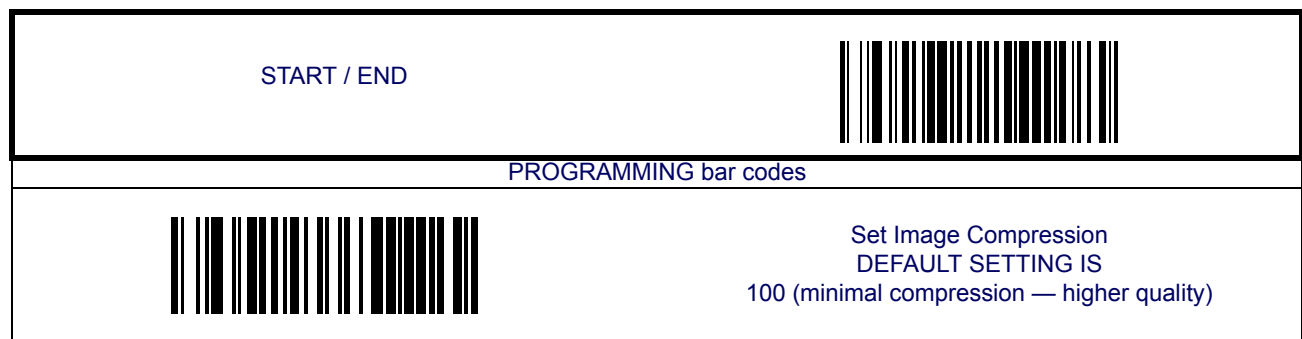 START / END
PROGRAMMING bar codes
Set Image Compression
DEFAULT SETTING IS
100 (minimal compression — higher quality)